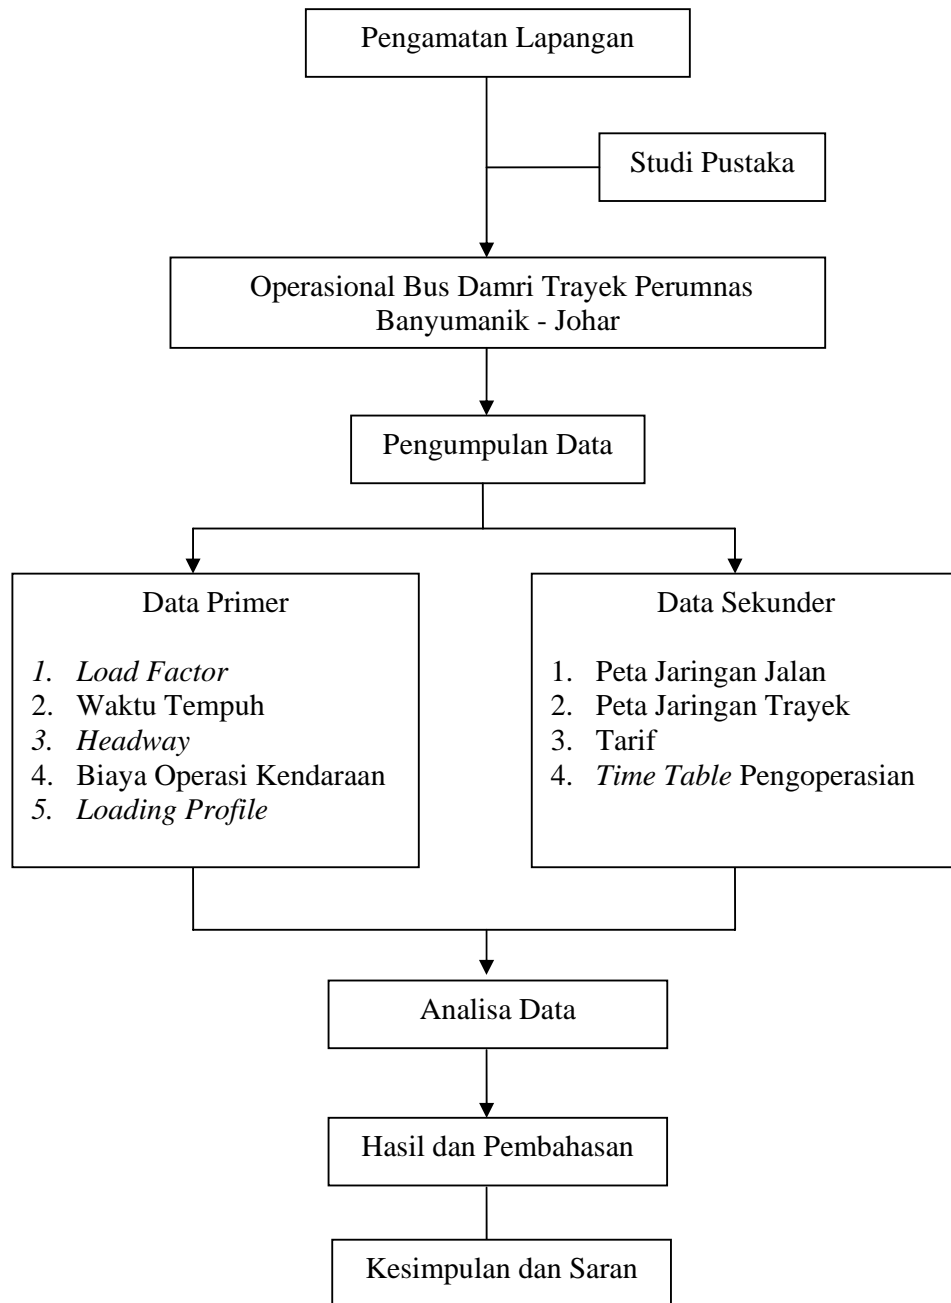 Pengamatan Lapangan
Studi Pustaka
Operasional Bus Damri Trayek Perumnas
Banyumanik - Johar
Pengumpulan Data
Data Primer
1. Load Factor
2. Waktu Tempuh
3. Headway
4. Biaya Operasi Kendaraan
5. Loading Profile
Data Sekunder
1. Peta Jaringan Jalan
2. Peta Jaringan Trayek
3. Tarif
4. Time Table Pengoperasian
Analisa Data
Hasil dan Pembahasan
Kesimpulan dan Saran